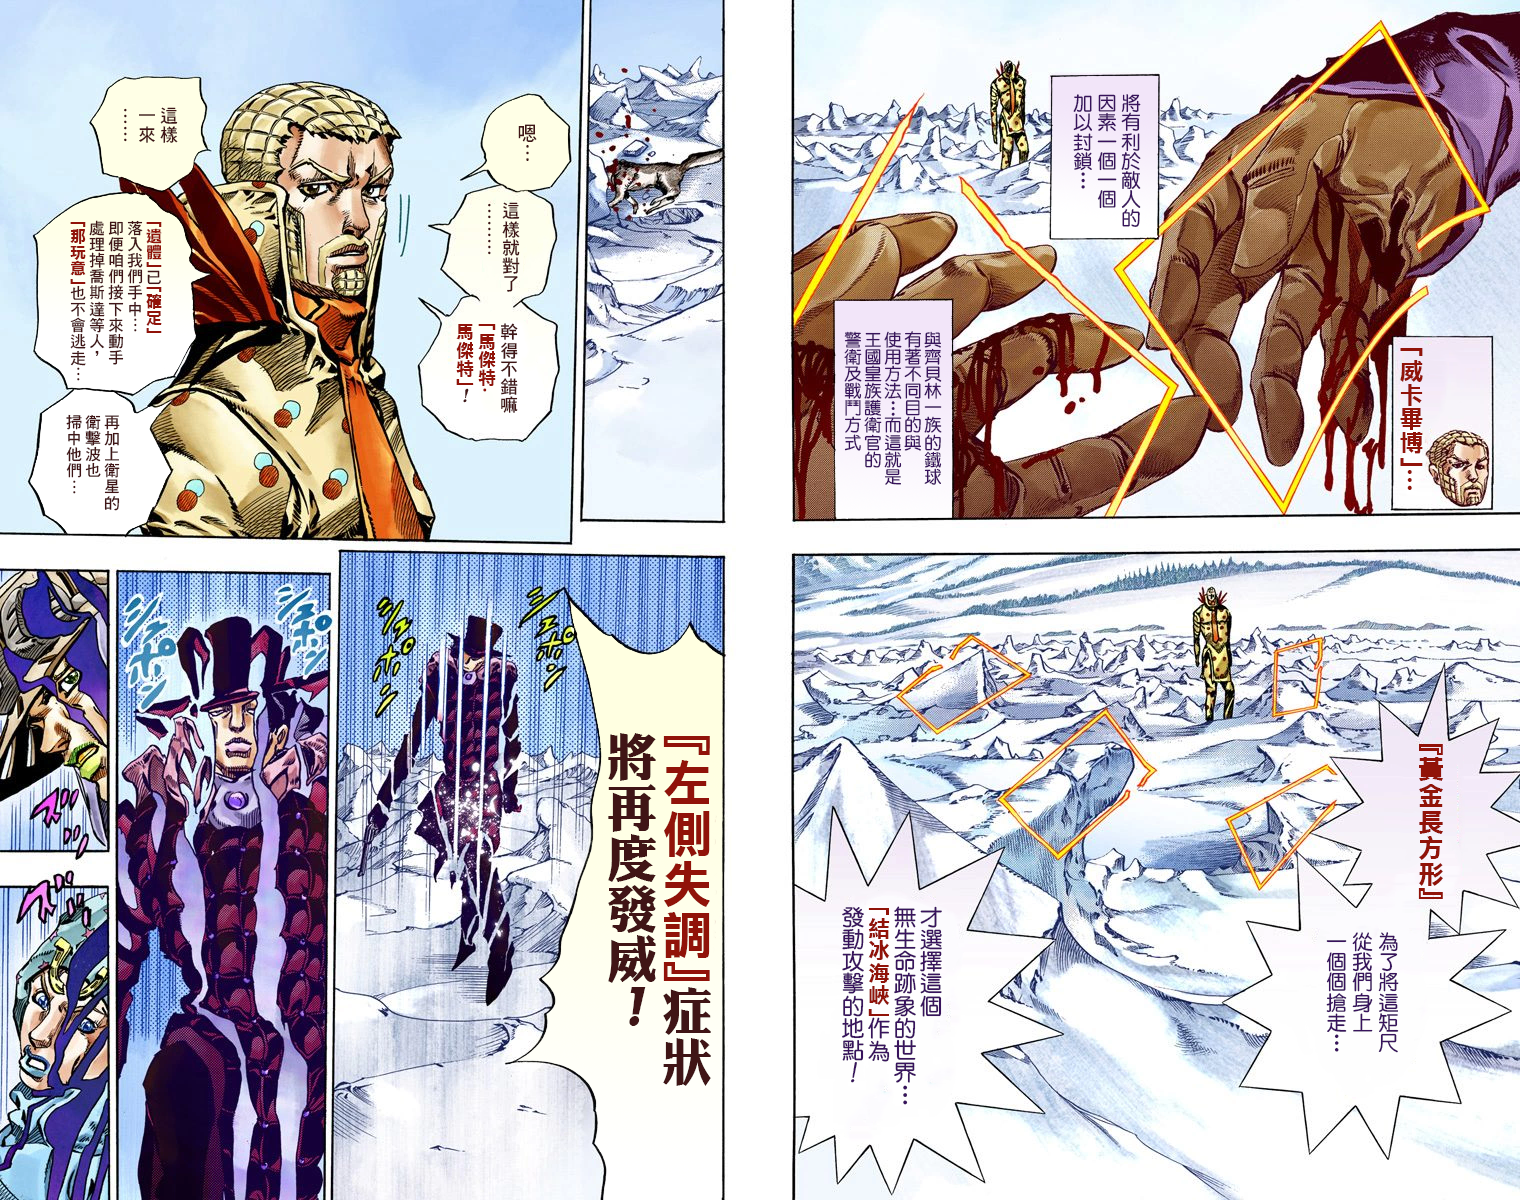 將有利於敵人的
因素一個一個
加以封鎖…
「威卡畢博」…
與齊貝林一族的鐵球
有著不同目的與
使用方法…而這就是
王國皇族護衛官的
警衛及戰鬥方式
『黃金長方形』
為了將這短尺
從我們身上
一個個搶走…
才選擇這個
無生命跡象的世界…
「結冰海峽」作為
發動攻擊的地點！
嗯…
這樣就對了
………
幹得不錯嘛
「馬傑特·
馬傑特」！
這樣
一來
……
「遺體」已「確定」
落入我們手中…
即便咱們接下來動手
處理掉喬斯達等人，
「那玩意」也不會逃走…
再加上衛星的
衛擊波也
掃中他們…
『左側失調』症狀
將再度發威！
シュポン
シュポン
シュポン
シュポン
ズズ
ズズ